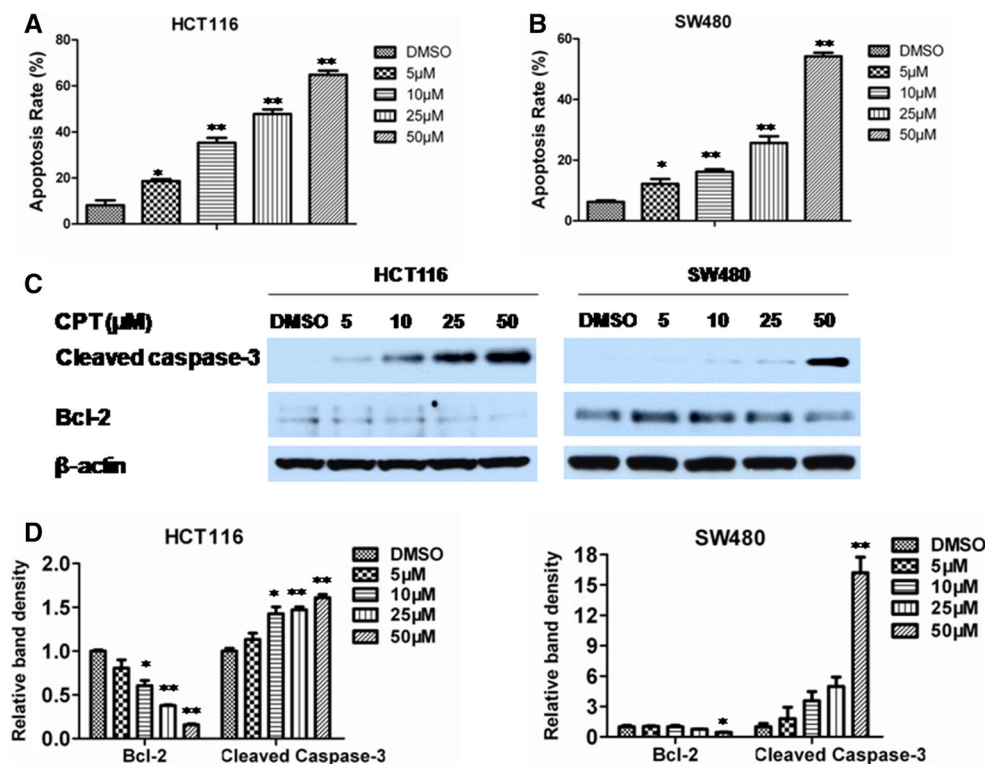 A
HCT116
Apoptosis Rate (%)
80
60
40
20
0
*
**
**
**
DMSO
5μM
10μM
25μM
50μM
B
SW480
Apoptosis Rate (%)
60
40
20
0
*
**
**
**
DMSO
5μM
10μM
25μM
50μM
C
HCT116 SW480
CPT (μM) DMSO 5 10 25 50 DMSO 5 10 25 50
Cleaved caspase-3
Bcl-2
β-actin
D
HCT116
Relative band density
2.0
1.5
1.0
0.5
0.0
*
**
**
*
**
**
Bcl-2 Cleaved Caspase-3
DMSO
5μM
10μM
25μM
50μM
SW480
Relative band density
18
15
12
9
6
3
0
*
**
Bcl-2 Cleaved Caspase-3
DMSO
5μM
10μM
25μM
50μM